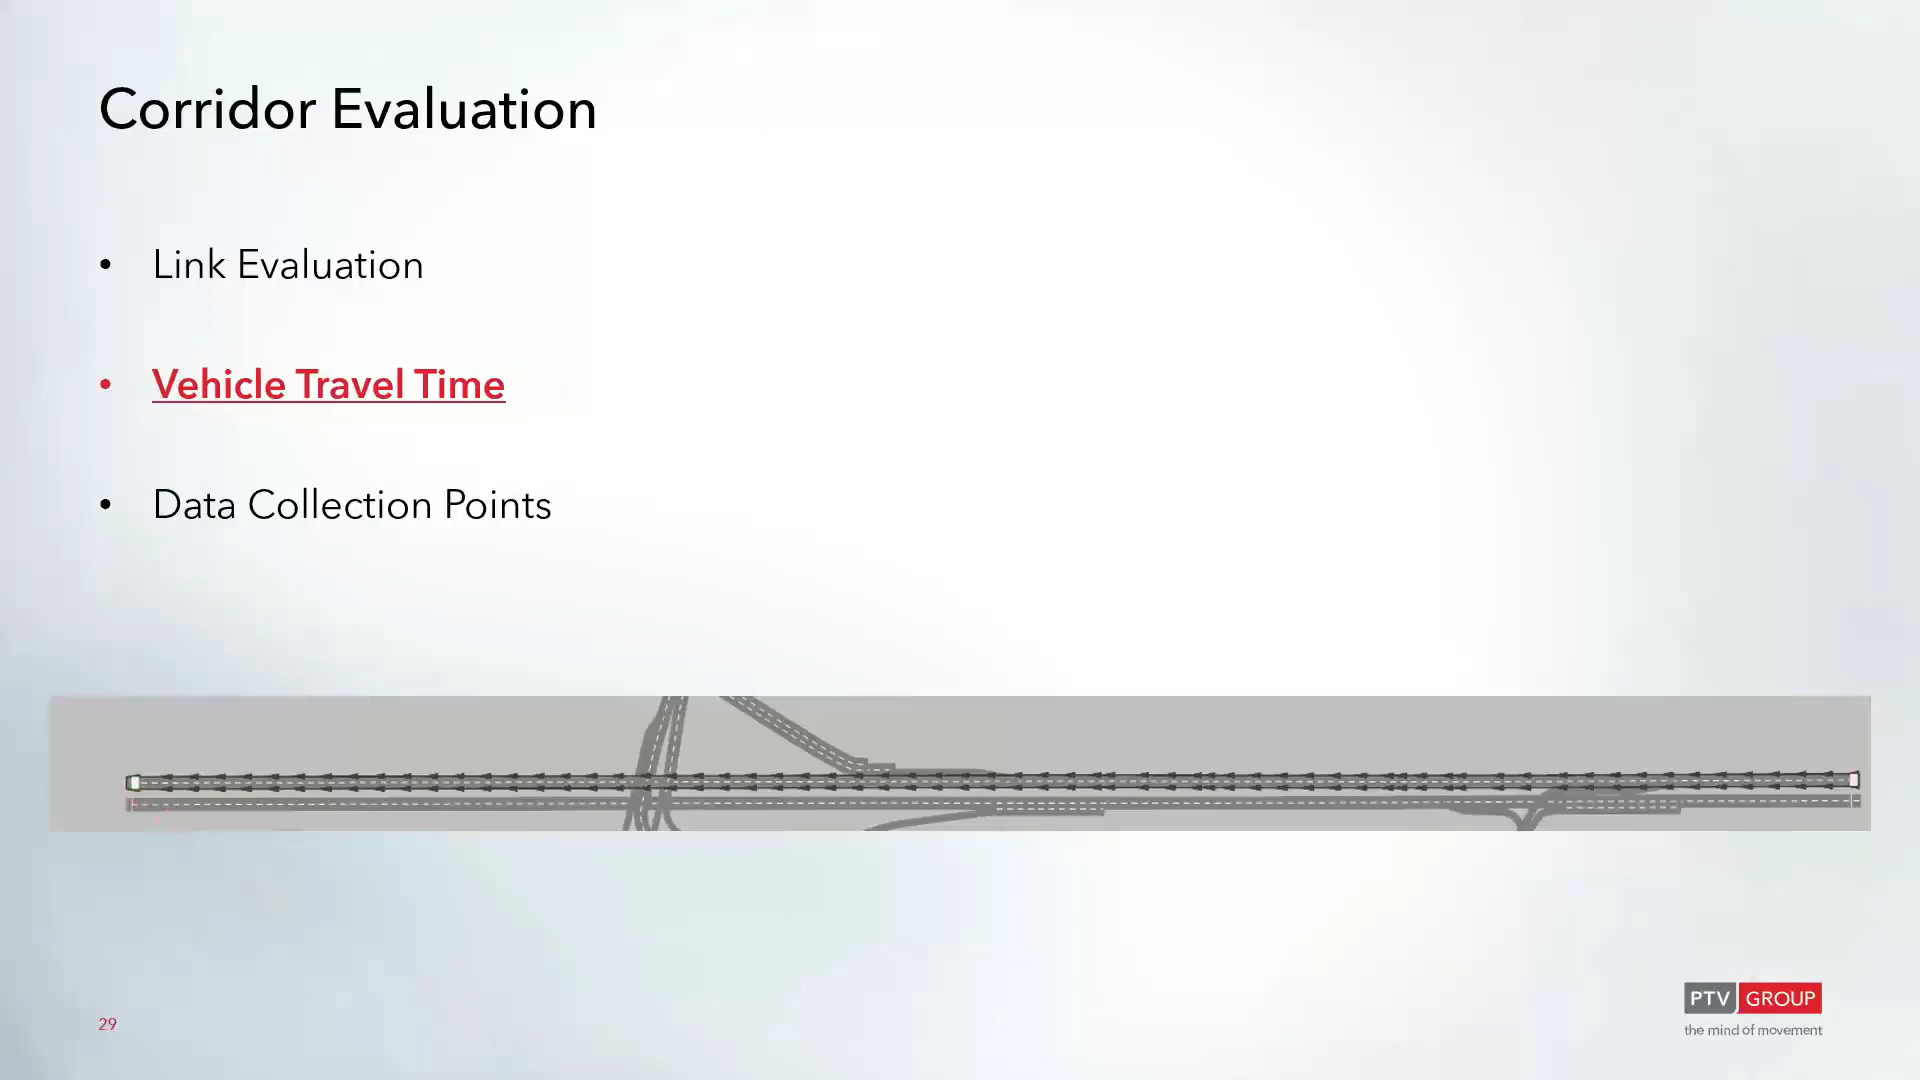 Corridor Evaluation
• Link Evaluation
• Vehicle Travel Time
• Data Collection Points
29
PTV GROUP
the mind of movement